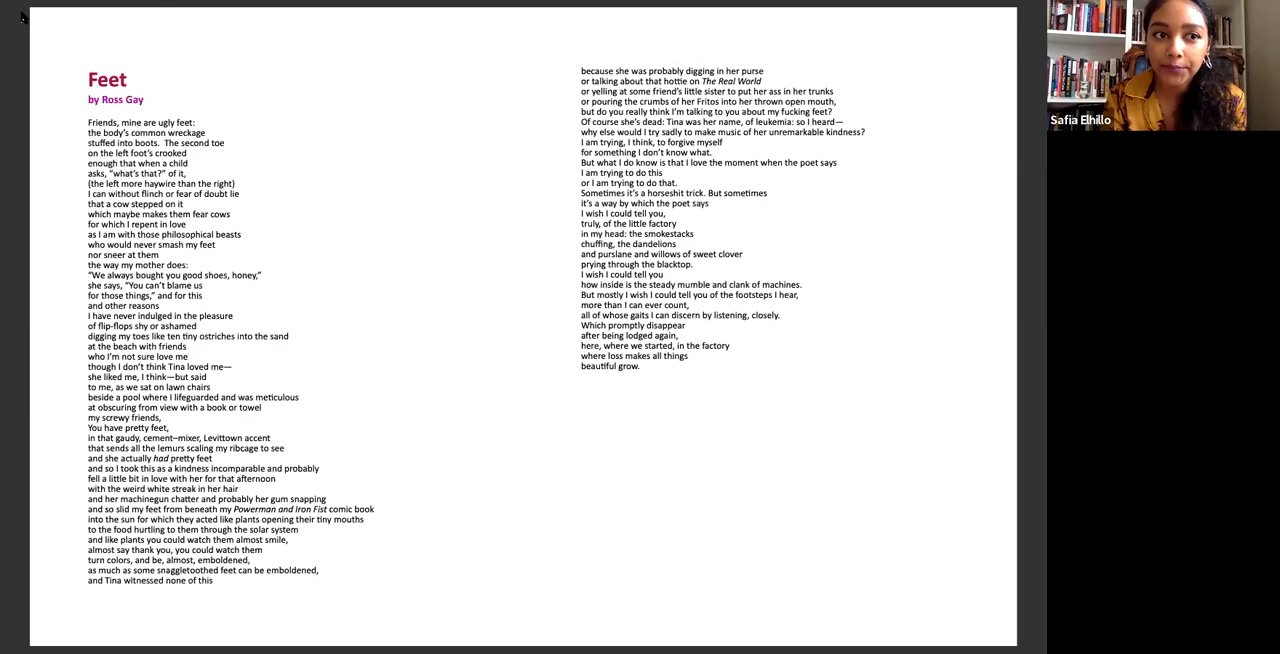 Feet
by Ross Gay
Friends, mine are ugly feet:
the body's common wreckage
stuffed into boots.  The second toe
on the left foot's crooked
enough that when a child
asks, "what's that?" of it,
(the left more haywire than the right)
I can without flinch or fear of doubt lie
that a cow stepped on it
which maybe makes them fear cows
for which I repent in love
as I am with those philosophical beasts
who would never smash my feet
nor sneer at them
the way my mother does:
"We always bought you good shoes, honey,"
she says, "You can't blame us
for those things," and for this
and other reasons
I have never indulged in the pleasure
of flip-flops shy or ashamed
digging my toes like ten tiny ostriches into the sand
at the beach with friends
who I'm not sure love me
though I don't think Tina loved me—
she liked me, I think—but said
to me, as we sat on lawn chairs
beside a pool where I lifeguarded and was meticulous
at obscuring from view with a book or towel
my screwy friends,
You have pretty feet,
in that gaudy, cement–mixer, Levittown accent
that sends all the lemurs scaling my ribcage to see
and she actually had pretty feet
and so I took this as a kindness incomparable and probably
fell a little bit in love with her for that afternoon
with the weird white streak in her hair
and her machinegun chatter and probably her gum snapping
and so slid my feet from beneath my Powerman and Iron Fist comic book
into the sun for which they acted like plants opening their tiny mouths
to the food hurtling to them through the solar system
and like plants you could watch them almost smile,
almost say thank you, you could watch them
turn colors, and be, almost, emboldened,
as much as some snaggletoothed feet can be emboldened,
and Tina witnessed none of this
because she was probably digging in her purse
or talking about that hottie on The Real World
or yelling at some friend's little sister to put her ass in her trunks
or pouring the crumbs of her Fritos into her thrown open mouth,
but do you really think I'm talking to you about my fucking feet?
Of course she's dead: Tina was her name, of leukemia: so I heard—
why else would I try sadly to make music of her unremarkable kindness?
I am trying, I think, to forgive myself
for something I don't know what.
But what I do know is that I love the moment when the poet says
I am trying to do this
or I am trying to do that.
Sometimes it's a horseshit trick. But sometimes
it's a way by which the poet says
I wish I could tell you,
truly, of the little factory
in my head: the smokestacks
chuffing, the dandelions
and purslane and willows of sweet clover
prying through the blacktop.
I wish I could tell you
how inside is the steady mumble and clank of machines.
But mostly I wish I could tell you of the footsteps I hear,
more than I can ever count,
all of whose gaits I can discern by listening, closely.
Which promptly disappear
after being lodged again,
here, where we started, in the factory
where loss makes all things
beautiful grow.
Safia Elhillo